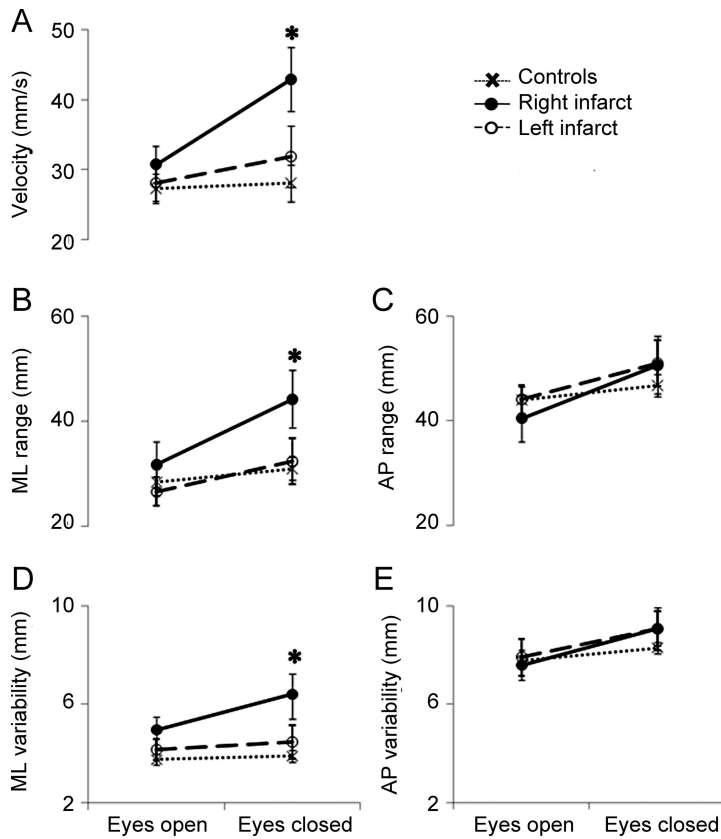 A
50
*
40
30
20
Velocity (mm/s)
Controls
Right infarct
Left infarct
B
60
*
40
20
ML range (mm)
C
60
40
20
AP range (mm)
D
10
*
6
2
ML variability (mm)
Eyes open Eyes closed
E
10
6
2
AP variability (mm)
Eyes open Eyes closed